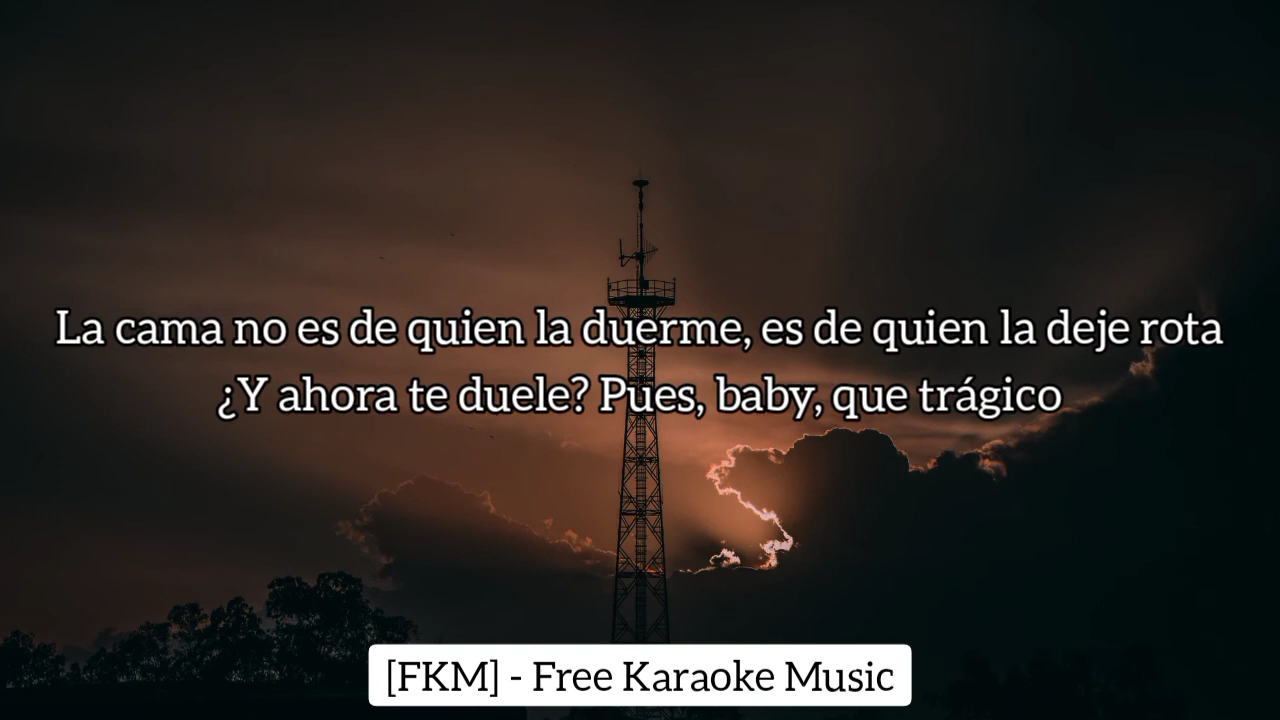 La cama no es de quien la duerme, es de quien la deje rota
¿Y ahora te duele? Pues, baby, que trágico
[FKM] - Free Karaoke Music